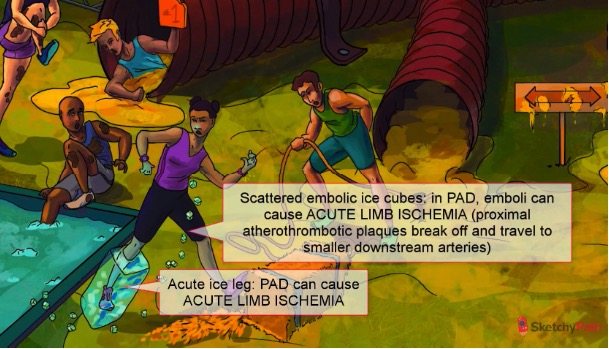 #1
Scattered embolic ice cubes: in PAD, emboli can
cause ACUTE LIMB ISCHEMIA (proximal
atherothrombotic plaques break off and travel to
smaller downstream arteries)
Acute ice leg: PAD can cause
ACUTE LIMB ISCHEMIA
SketchyPath